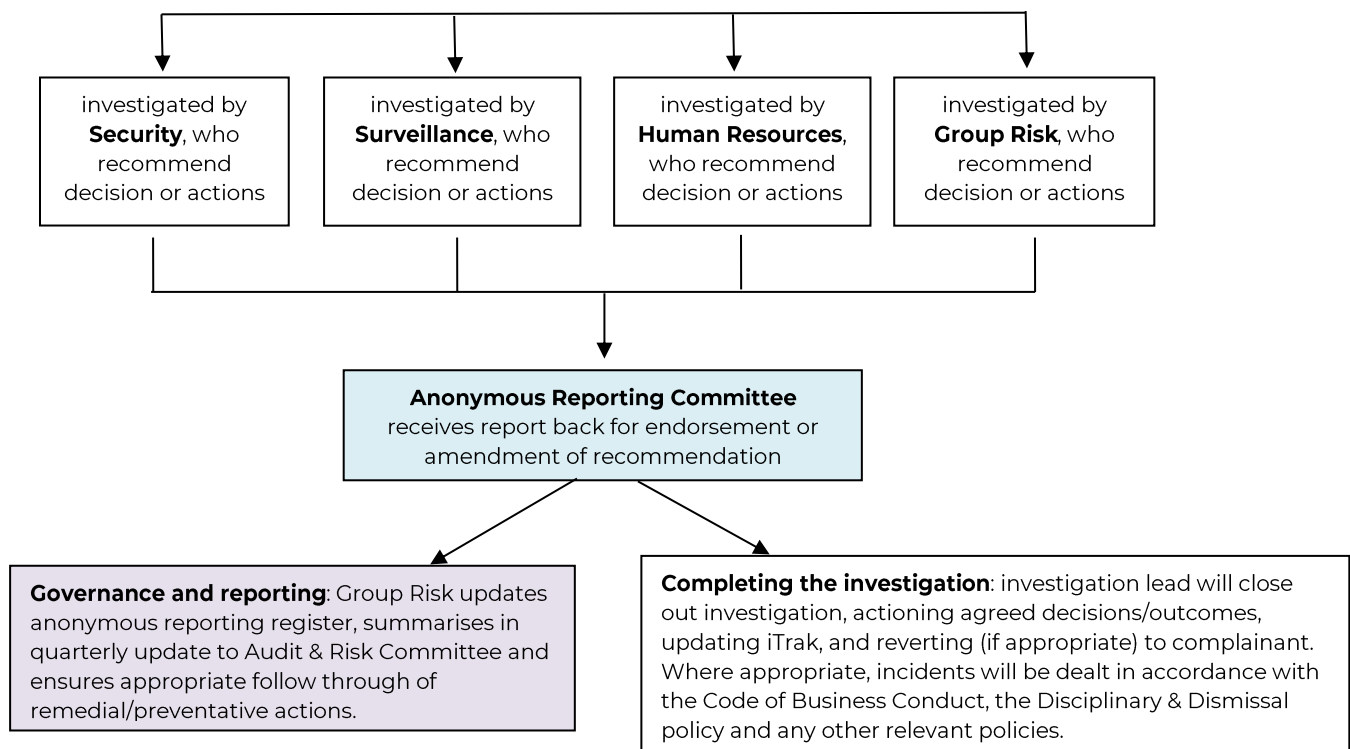 investigated by
Security, who
recommend
decision or actions
investigated by
Surveillance, who
recommend
decision or actions
investigated by
Human Resources,
who recommend
decision or actions
investigated by
Group Risk, who
recommend
decision or actions
Anonymous Reporting Committee
receives report back for endorsement or
amendment of recommendation
Governance and reporting: Group Risk updates
anonymous reporting register, summarises in
quarterly update to Audit & Risk Committee and
ensures appropriate follow through of
remedial/preventative actions.
Completing the investigation: investigation lead will close
out investigation, actioning agreed decisions/outcomes,
updating iTrak, and reverting (if appropriate) to complainant.
Where appropriate, incidents will be dealt in accordance with
the Code of Business Conduct, the Disciplinary & Dismissal
policy and any other relevant policies.